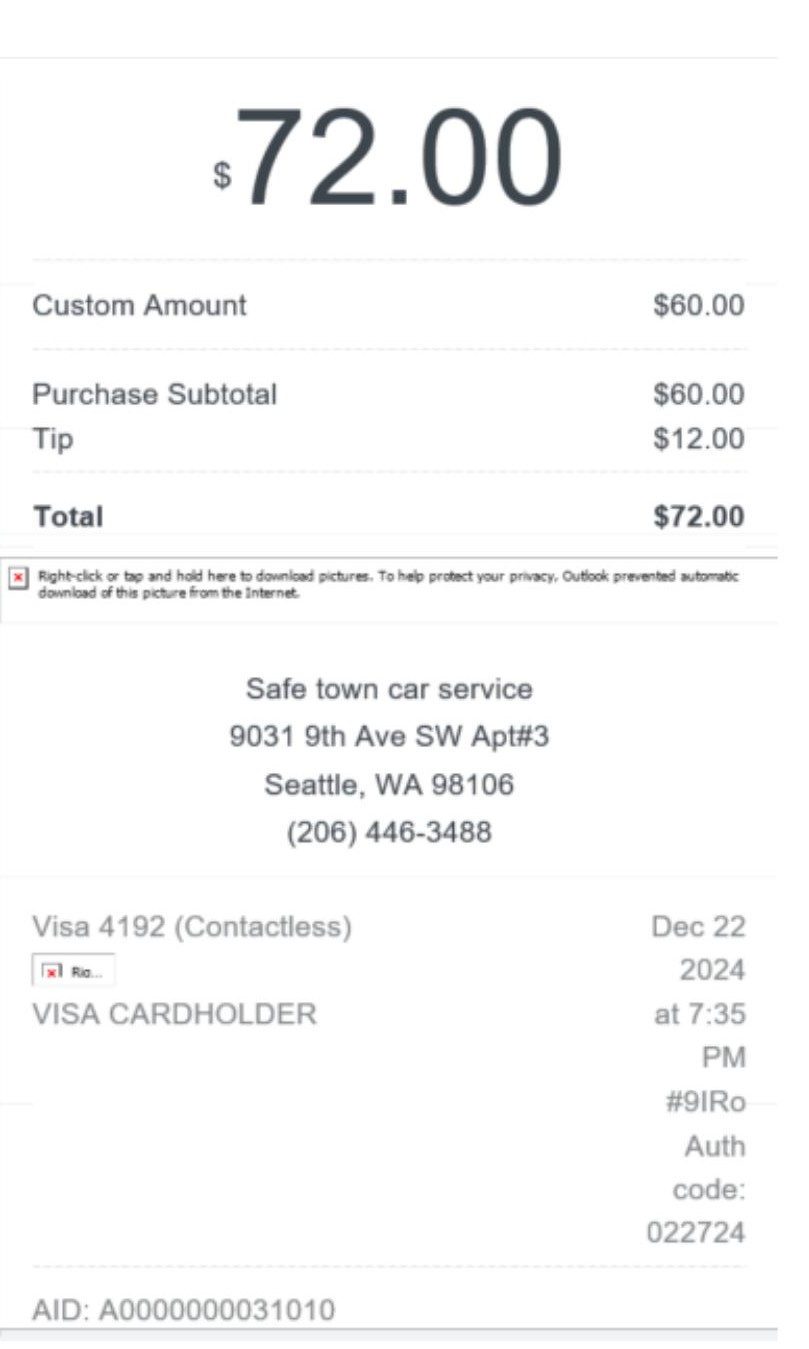 $72.00
Custom Amount $60.00
Purchase Subtotal $60.00
Tip $12.00
Total $72.00
Right-click or tap and hold here to download pictures. To help protect your privacy, Outlook prevented automatic
download of this picture from the Internet.
Safe town car service
9031 9th Ave SW Apt#3
Seattle, WA 98106
(206) 446-3488
Visa 4192 (Contactless) Dec 22
Rig... 2024
VISA CARDHOLDER at 7:35
PM
#9IRo
Auth
code:
022724
AID: A0000000031010